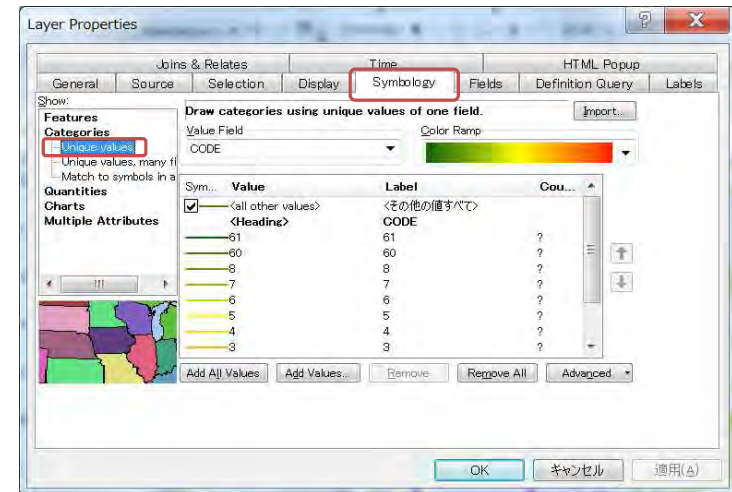 Layer Properties
Joins & Relates Time HTML Popup
General Source Selection Display Symbology Fields Definition Query Labels
Show:
Features
Categories
Unique values
Unique values, many fi
Match to symbols in a
Quantities
Charts
Multiple Attributes
Draw categories using unique values of one field.
Import...
Value Field Color Ramp
CODE
Sym... Value Label Cou...
<all other values> <その他の値すべて>
<Heading> CODE
61 61 ?
60 60 ?
8 8 ?
7 7 ?
6 6 ?
5 5 ?
4 4 ?
3 3 ?
Add All Values Add Values... Remove Remove All Advanced
OK キャンセル 適用(A)